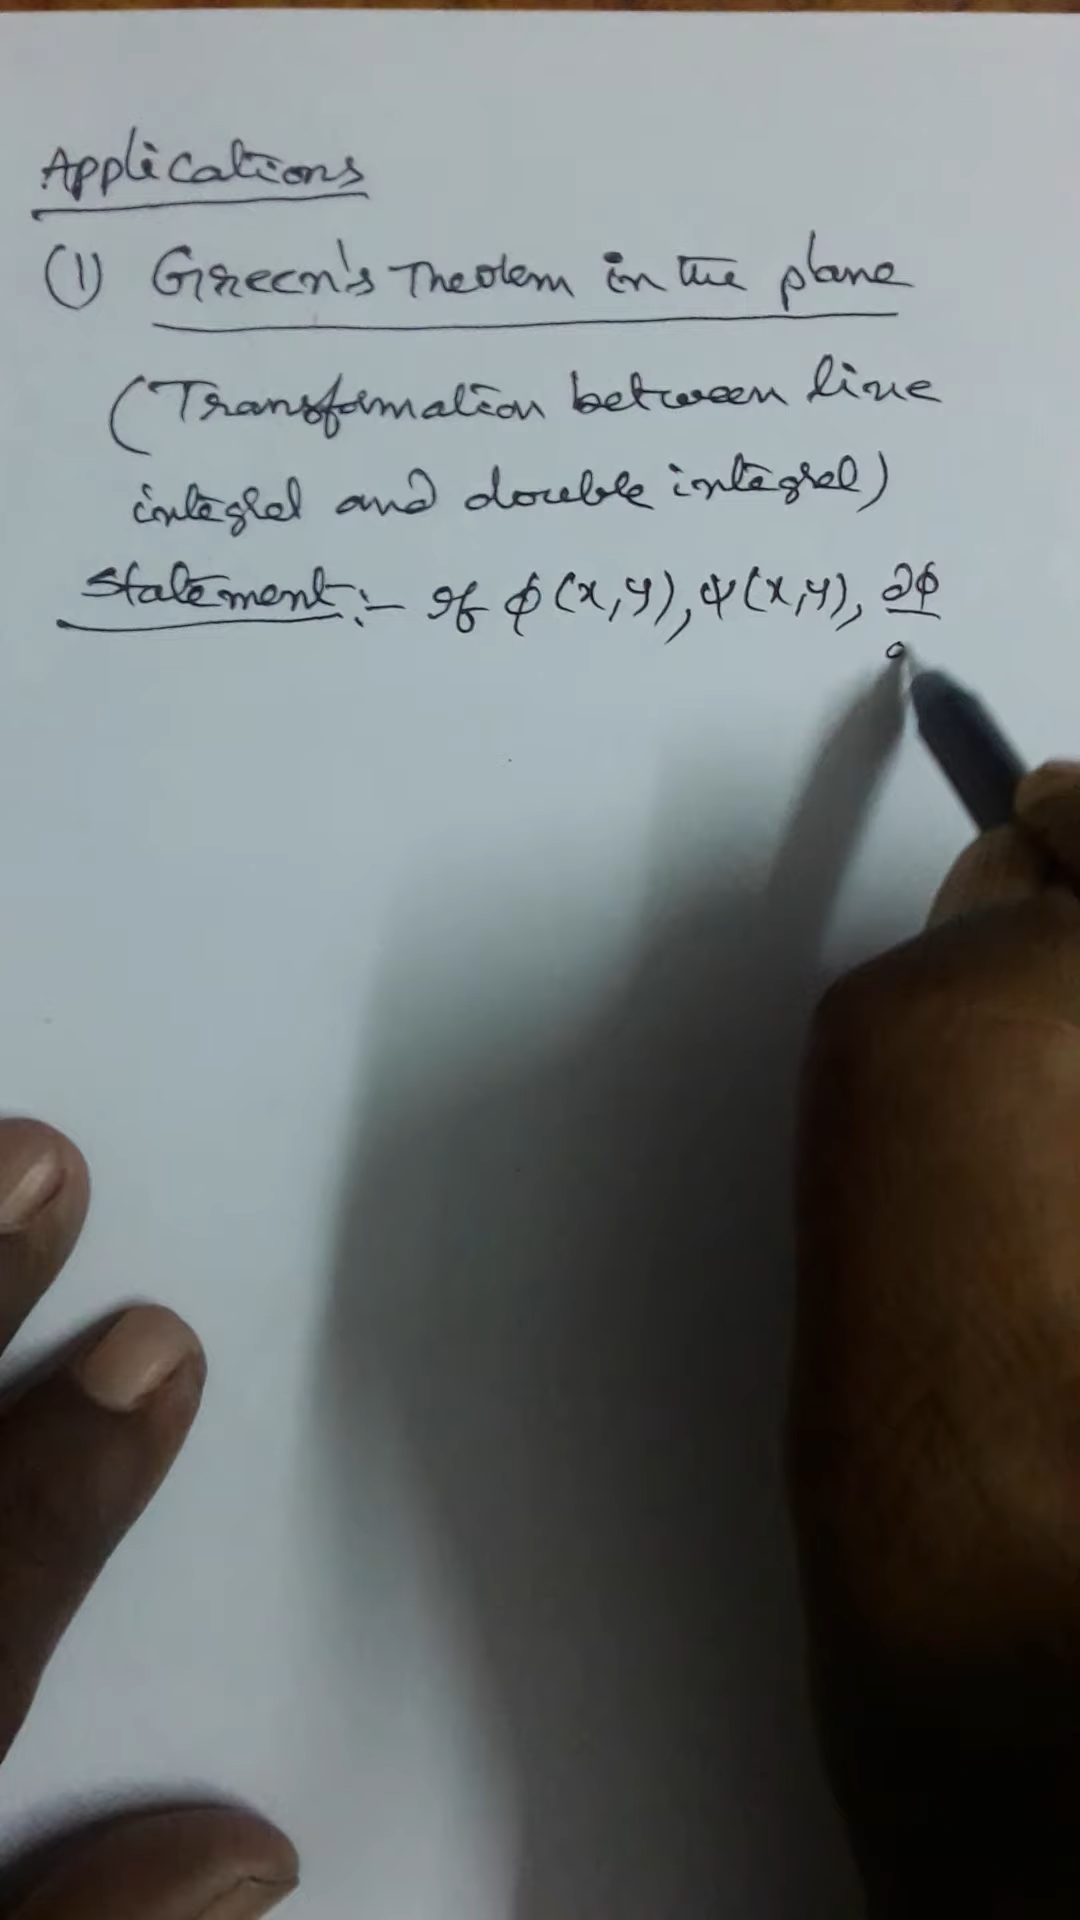 Applications
(1) Green's Theorem in the plane
(Transformation between line
integral and double integral)
Statement :- If ϕ(x,y), ψ(x,y), ∂ϕ